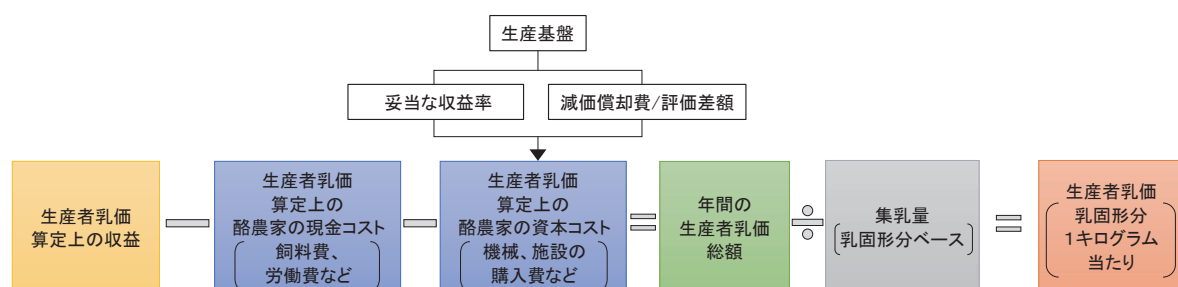 生産基盤
妥当な収益率
減価償却費/評価差額
生産者乳価
算定上の収益
生産者乳価
算定上の
酪農家の現金コスト
飼料費、
労働費など
生産者乳価
算定上の
酪農家の資本コスト
機械、施設の
購入費など
年間の
生産者乳価
総額
集乳量
乳固形分ベース
生産者乳価
乳固形分
1キログラム
当たり